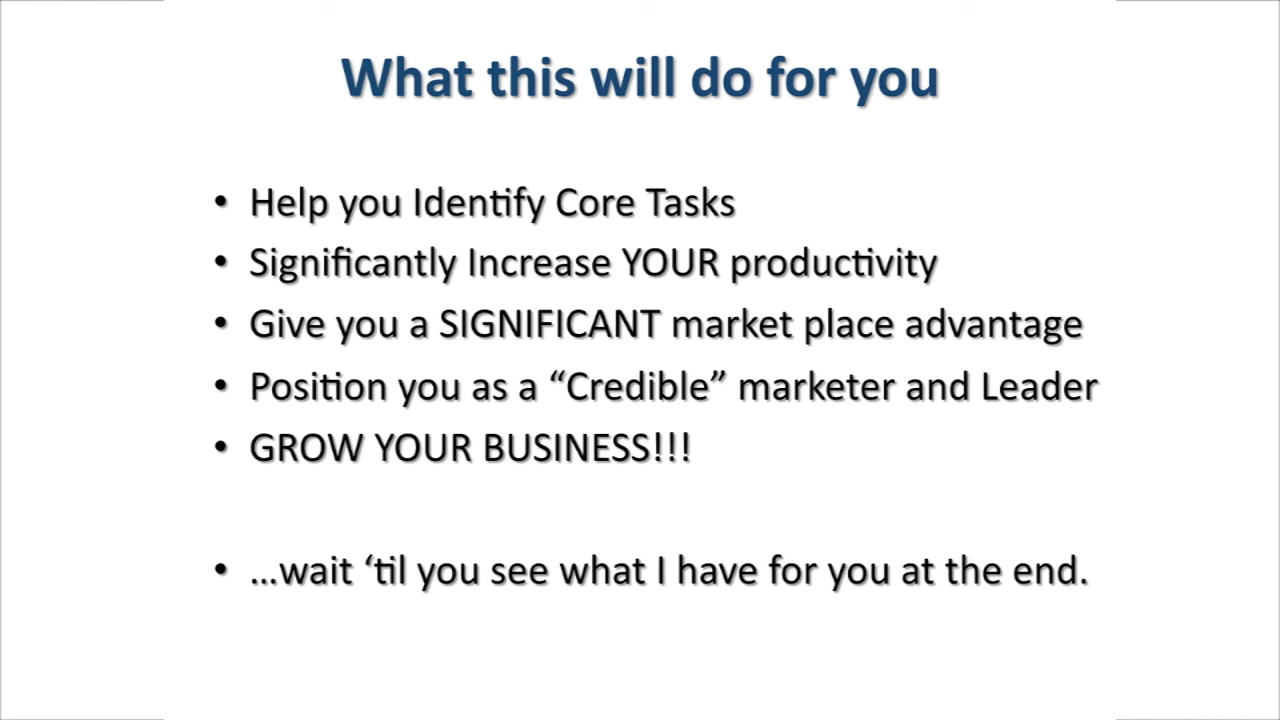 What this will do for you
• Help you Identify Core Tasks
• Significantly Increase YOUR productivity
• Give you a SIGNIFICANT market place advantage
• Position you as a “Credible” marketer and Leader
• GROW YOUR BUSINESS!!!
• …wait ‘til you see what I have for you at the end.